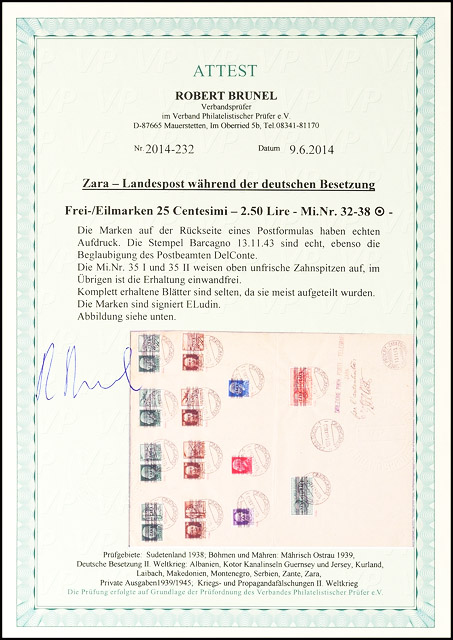 ATTEST
ROBERT BRUNEL
Verbandsprüfer
im Verband Philatelistischer Prüfer e.V.
D-87665 Mauerstetten, Im Oberried 5b, Tel.08341-81170
Nr. 2014-232 Datum 9.6.2014
Zara – Landespost während der deutschen Besetzung
Frei-/Eilmarken 25 Centesimi – 2.50 Lire - Mi.Nr. 32-38 ⊙ -
Die Marken auf der Rückseite eines Postformulas haben echten
Aufdruck. Die Stempel Barcagno 13.11.43 sind echt, ebenso die
Beglaubigung des Postbeamten DelConte.
Die Mi.Nr. 35 I und 35 II weisen oben unfrische Zahnspitzen auf, im
Übrigen ist die Erhaltung einwandfrei.
Komplett erhaltene Blätter sind selten, da sie meist aufgeteilt wurden.
Die Marken sind signiert ELudin.
Abbildung siehe unten.
Prüfgebiete: Sudetenland 1938; Böhmen und Mähren: Mährisch Ostrau 1939,
Deutsche Besetzung II. Weltkrieg: Albanien, Kotor Kanalinseln Guernsey und Jersey, Kurland,
Laibach, Makedonien, Montenegro, Serbien, Zante, Zara,
Private Ausgaben1939/1945, Kriegs- und Propagandafälschungen II. Weltkrieg
Die Prüfung erfolgte auf Grundlage der Prüfordnung des Verbandes Philatelistischer Prüfer e.V.